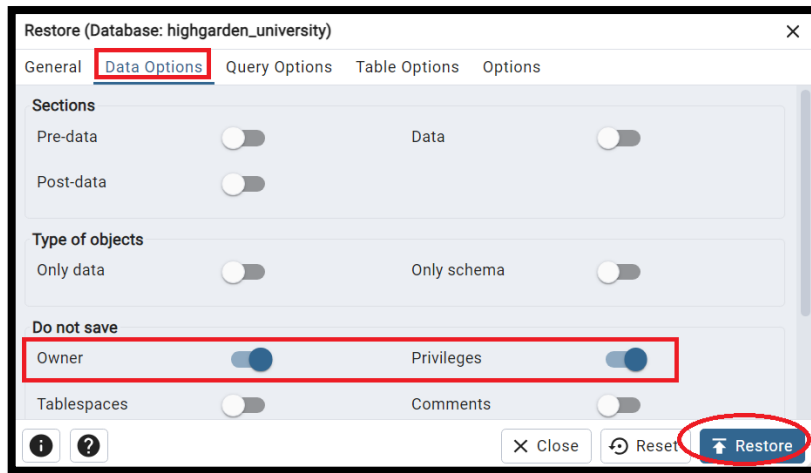 Restore (Database: highgarden_university)
General Data Options Query Options Table Options Options
Sections
Pre-data Data
Post-data
Type of objects
Only data Only schema
Do not save
Owner Privileges
Tablespaces Comments
Close Reset Restore